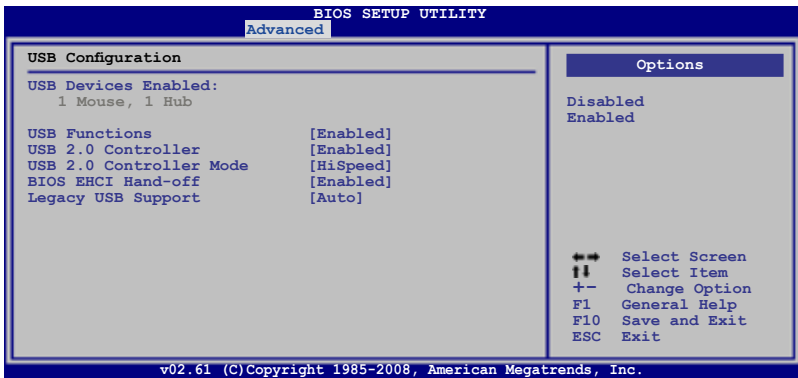 BIOS SETUP UTILITY
Advanced
USB Configuration
USB Devices Enabled:
1 Mouse, 1 Hub
USB Functions [Enabled]
USB 2.0 Controller [Enabled]
USB 2.0 Controller Mode [HiSpeed]
BIOS EHCI Hand-off [Enabled]
Legacy USB Support [Auto]
Options
Disabled
Enabled
←→ Select Screen
↑↓ Select Item
+- Change Option
F1 General Help
F10 Save and Exit
ESC Exit
v02.61 (C)Copyright 1985-2008, American Megatrends, Inc.